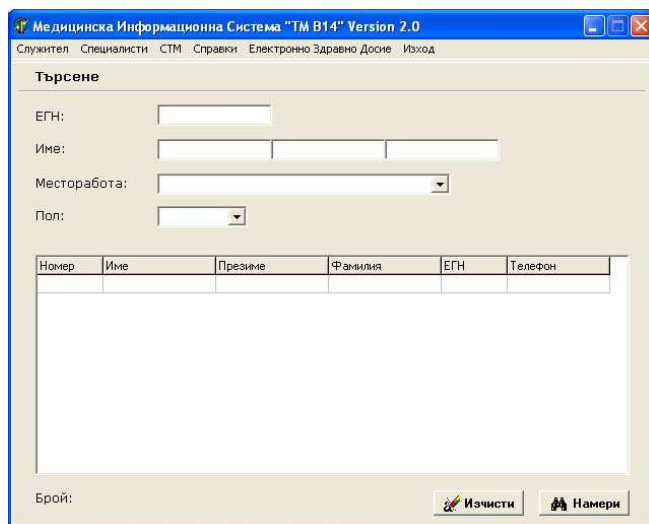 Медицинска Информационна Система "ТМ В14" Version 2.0
Служител Специалисти СТМ Справки Електронно Здравно Досие Изход
Търсене
ЕГН:
Име:
Месторабота:
Пол:
Номер Име Презиме Фамилия ЕГН Телефон
Брой: Изчисти Намери